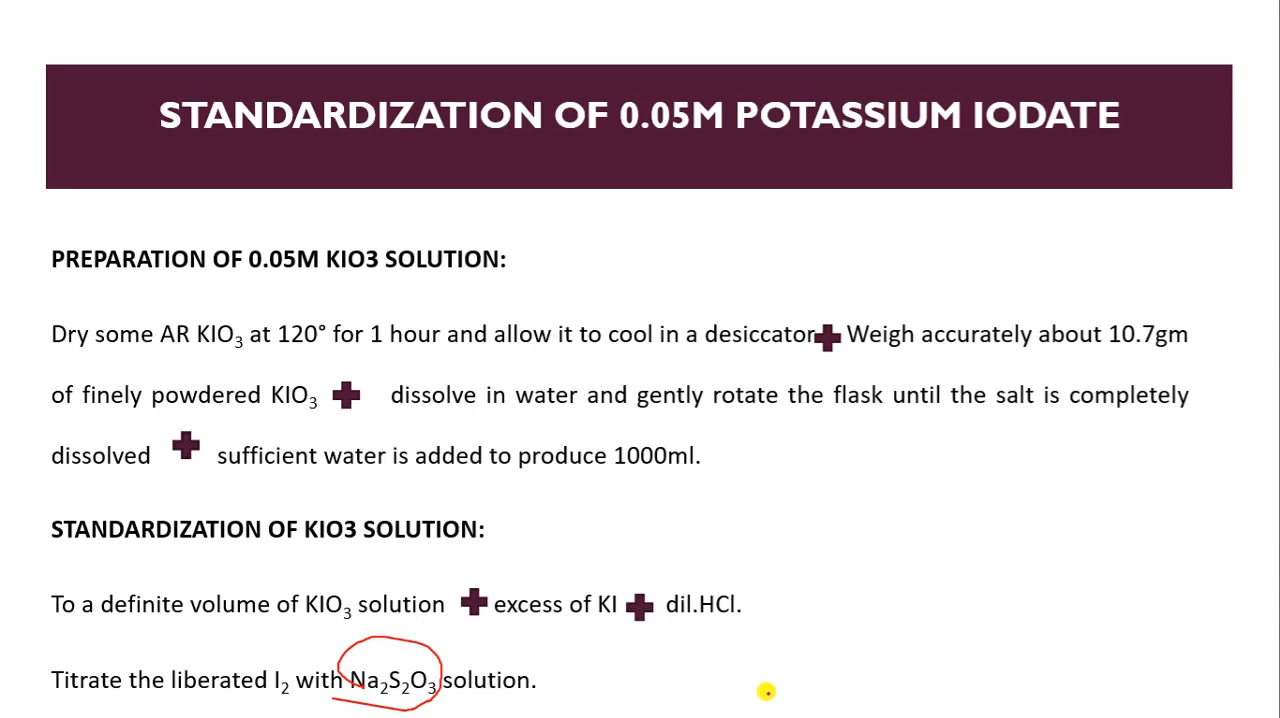 STANDARDIZATION OF 0.05M POTASSIUM IODATE
PREPARATION OF 0.05M KIO3 SOLUTION:
Dry some AR KIO₃ at 120° for 1 hour and allow it to cool in a desiccator ➕ Weigh accurately about 10.7gm
of finely powdered KIO₃ ➕ dissolve in water and gently rotate the flask until the salt is completely
dissolved ➕ sufficient water is added to produce 1000ml.
STANDARDIZATION OF KIO3 SOLUTION:
To a definite volume of KIO₃ solution ➕ excess of KI ➕ dil.HCl.
Titrate the liberated I₂ with Na₂S₂O₃ solution.